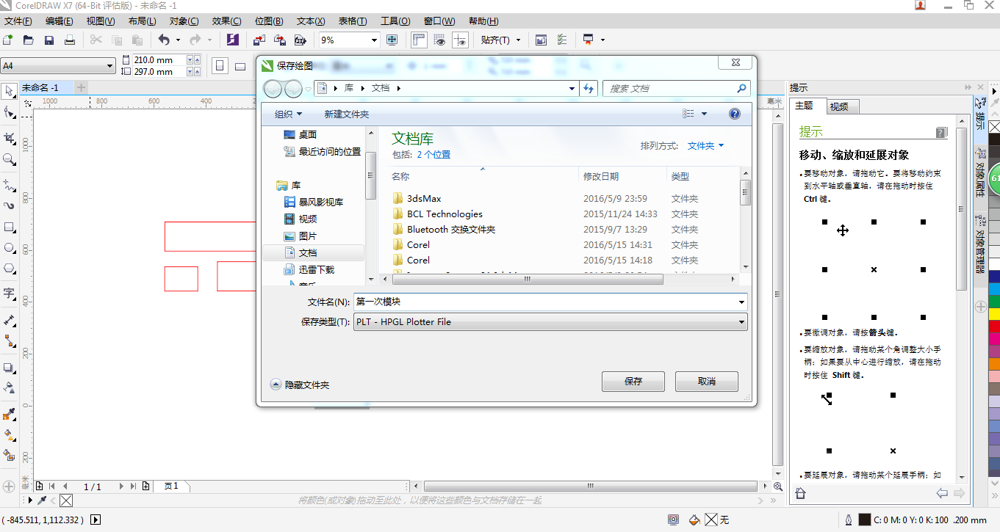 CorelDRAW X7 (64-Bit 评估版) - 未命名 -1
文件(F) 编辑(E) 视图(V) 布局(L) 对象(C) 效果(C) 位图(B) 文本(X) 表格(T) 工具(O) 窗口(W) 帮助(H)
9% 贴齐(T)
A4 210.0 mm
297.0 mm
未命名 -1
1000 800 600 400 毫米
1000
800
600
400
200
0
200
毫米
保存绘图
库 文档 搜索 文档
组织 新建文件夹
桌面
最近访问的位置
库
暴风影视库
视频
图片
文档
迅雷下载
音乐
文档库
包括: 2 个位置
排列方式: 文件夹
名称 修改日期 类型
3dsMax 2016/5/9 23:59 文件夹
BCL Technologies 2015/11/24 14:33 文件夹
Bluetooth 交换文件夹 2015/9/7 13:29 文件夹
Corel 2016/5/15 14:31 文件夹
Corel 2016/5/15 14:18 文件夹
文件名(N): 第一次模块
保存类型(T): PLT - HPGL Plotter File
隐藏文件夹 保存 取消
提示
主题 视频
提示
移动、缩放和延展对象
•要移动对象，请拖动它。要将移动约束
到水平轴或垂直轴，请在拖动时按住
Ctrl 键。
•要微调对象，请按箭头键。
•要缩放对象，请拖动某个角调整大小手
柄；如果要从中心进行缩放，请在拖动
时按住 Shift 键。
•要延展对象，请拖动某个延展手柄；如
提示
对象属性
对象管理器
61
1 / 1 页 1
将颜色(或对象)拖动至此处，以便将这些颜色与文档存储在一起
( -845.511, 1,112.332 ) 无 C: 0 M: 0 Y: 0 K: 100 .200 mm